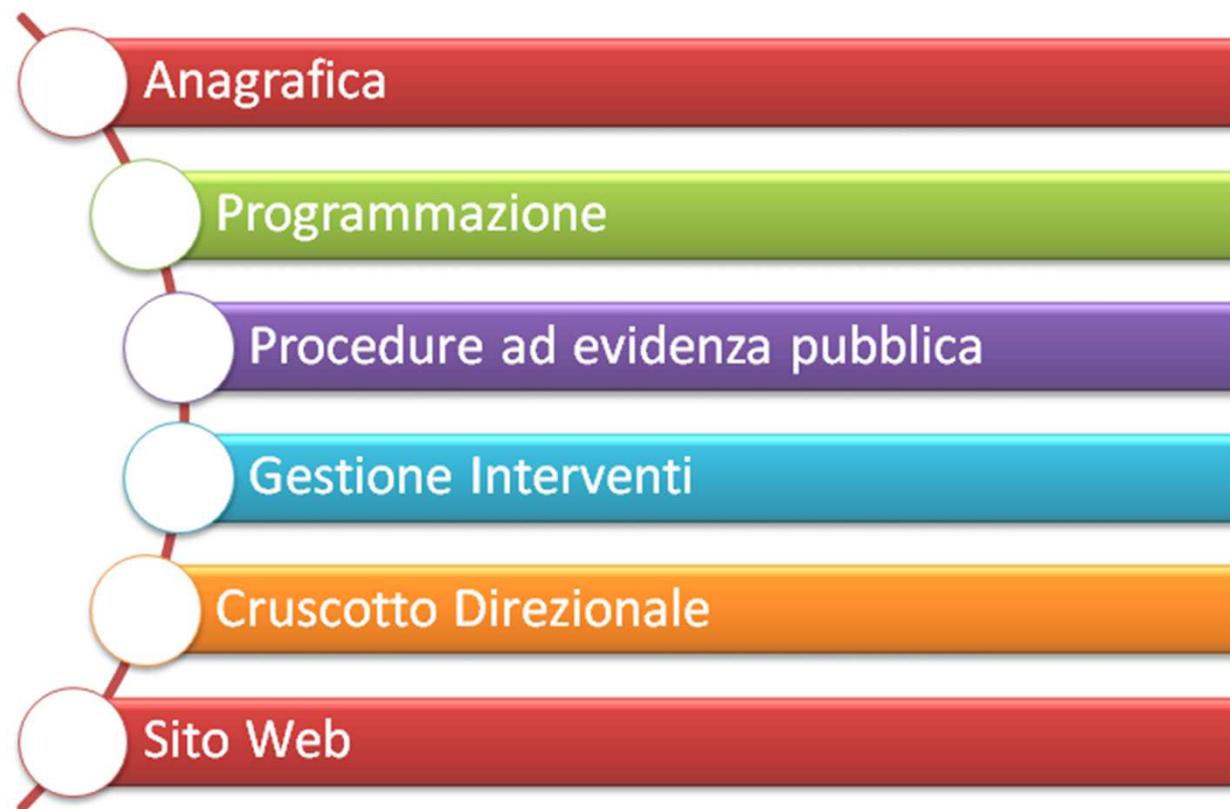 Anagrafica
Programmazione
Procedure ad evidenza pubblica
Gestione Interventi
Cruscotto Direzionale
Sito Web